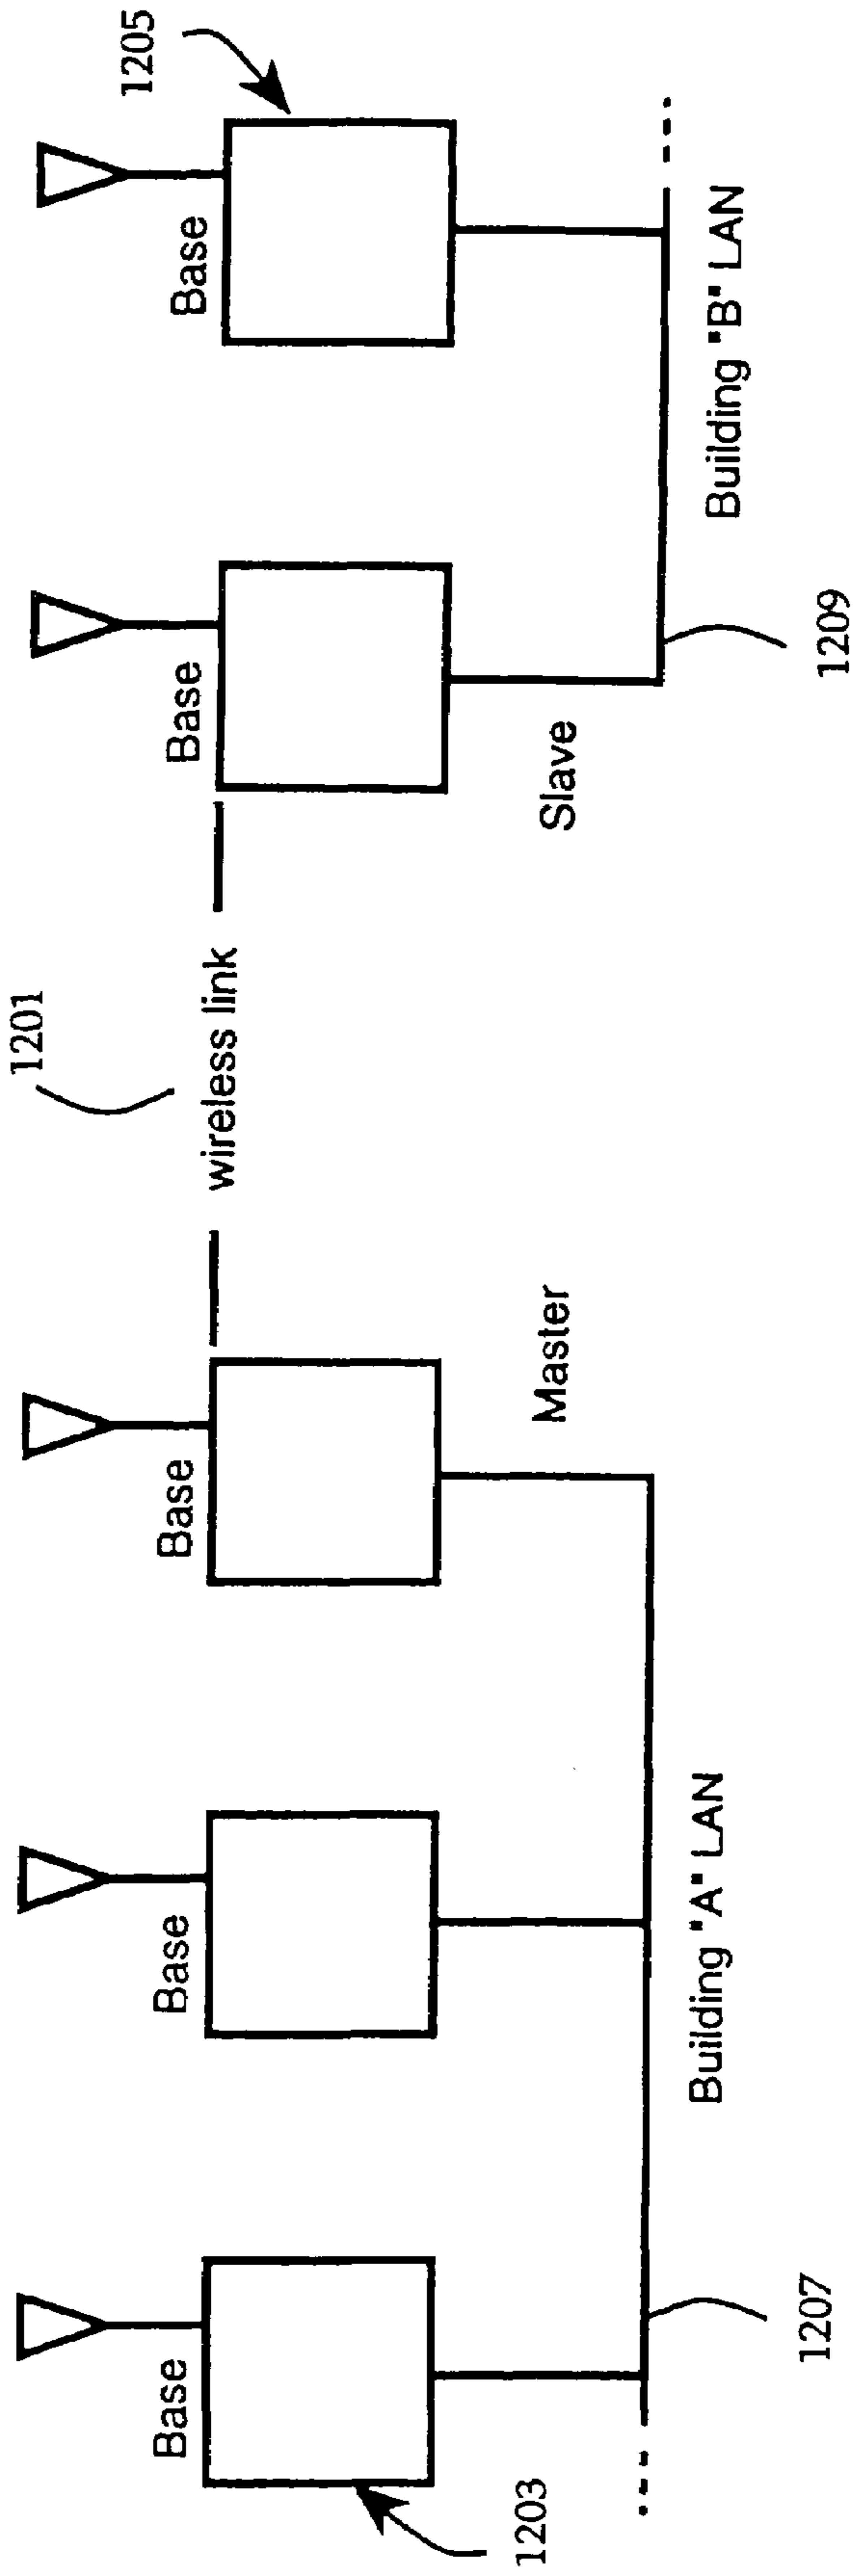 1201
1205
Base
Base
Base
wireless link
Base
Base
1203
Master
Slave
Building "A" LAN
Building "B" LAN
1207
1209